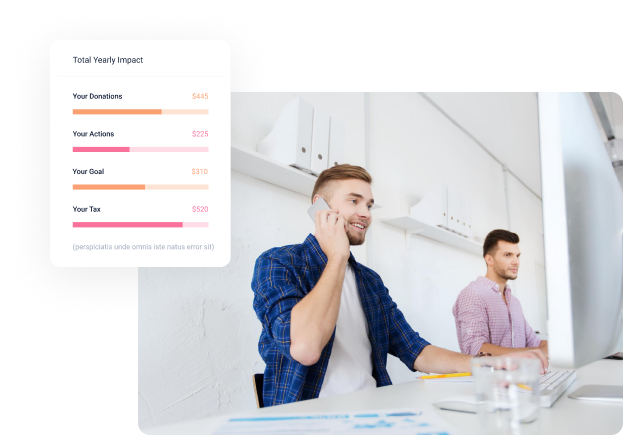 Total Yearly Impact
Your Donations $445
Your Actions $225
Your Goal $310
Your Tax $520
(perspiciatis unde omnis iste natus error sit)